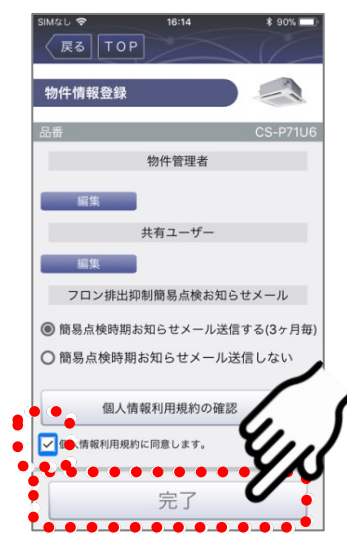 SIMなし 16:14 90%
戻る TOP
物件情報登録
品番 CS-P71U6
物件管理者
編集
共有ユーザー
編集
フロン排出抑制簡易点検お知らせメール
簡易点検時期お知らせメール送信する(3ヶ月毎)
簡易点検時期お知らせメール送信しない
個人情報利用規約の確認
個人情報利用規約に同意します。
完了